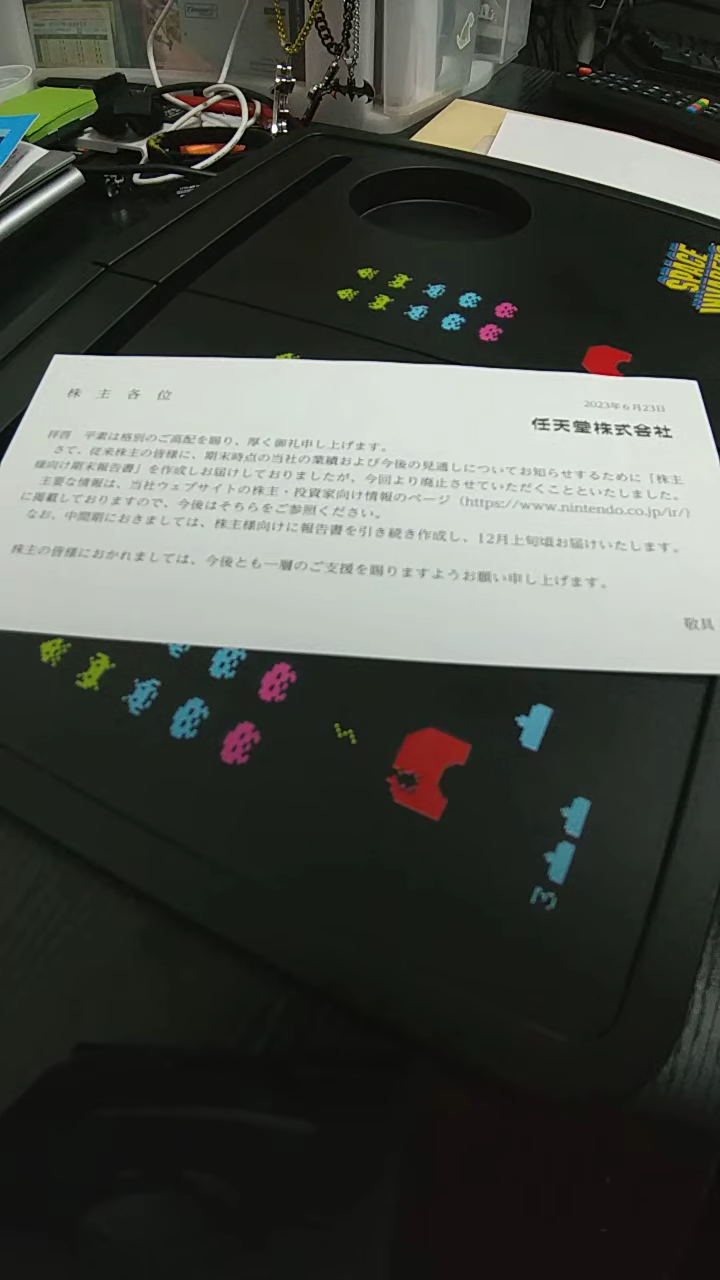 株 主 各 位
2023年6月23日
任天堂株式会社
拝啓 平素は格別のご高配を賜り、厚く御礼申し上げます。
さて、従来株主の皆様に、期末時点の当社の業績および今後の見通しについてお知らせするために「株主
様向け期末報告書」を作成しお届けしておりましたが、今回より廃止させていただくことといたしました。
主要な情報は、当社ウェブサイトの株主・投資家向け情報のページ（https://www.nintendo.co.jp/ir/）
に掲載しておりますので、今後はそちらをご参照ください。
なお、中間期におきましては、株主様向けに報告書を引き続き作成し、12月上旬頃お届けいたします。
株主の皆様におかれましては、今後とも一層のご支援を賜りますようお願い申し上げます。
敬具
SPACE
3